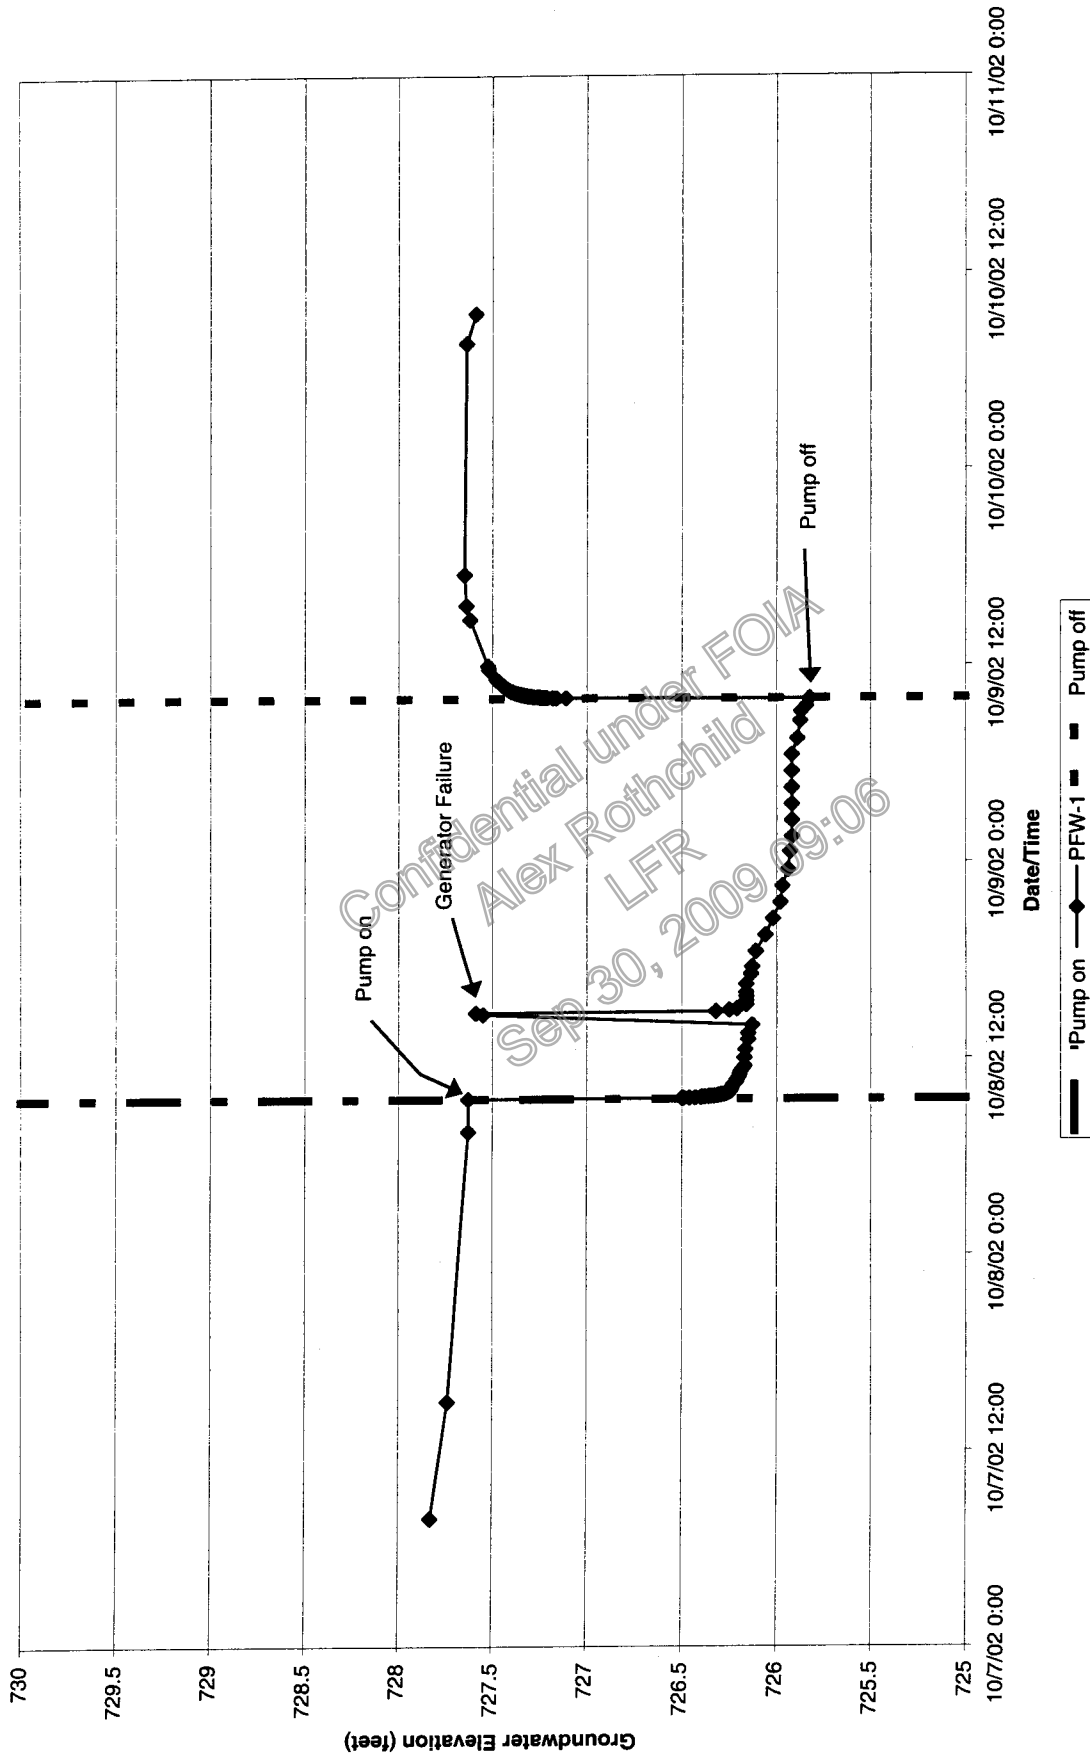 Groundwater Elevation (feet)
730
729.5
729
728.5
728
727.5
727
726.5
726
725.5
725
Pump on
Generator Failure
Pump off
Confidential under FOIA
Alex Rothchild
LFR
Sep 30, 2009 09:06
10/7/02 0:00
10/7/02 12:00
10/8/02 0:00
10/8/02 12:00
10/9/02 0:00
10/9/02 12:00
10/10/02 0:00
10/10/02 12:00
10/11/02 0:00
Date/Time
'Pump on
PFW-1
Pump off